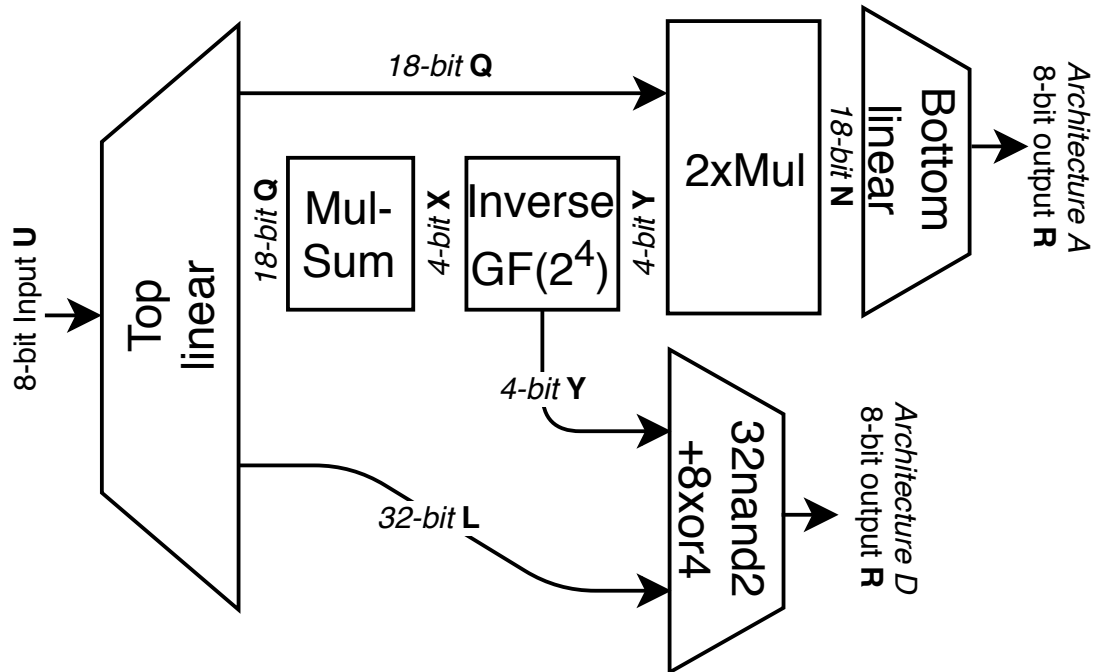 8-bit Input U
Top
linear
18-bit Q
18-bit Q
Mul-
Sum
4-bit X
Inverse
GF(2^4)
4-bit Y
2xMul
18-bit N
Bottom
linear
Architecture A
8-bit output R
4-bit Y
32-bit L
32nand2
+8xor4
Architecture D
8-bit output R